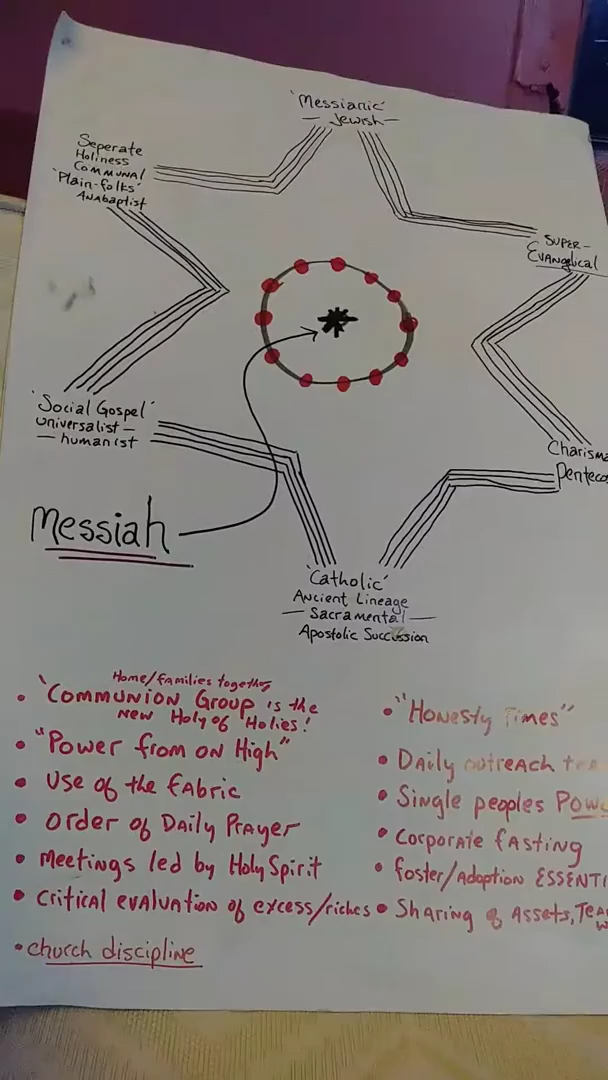 'Messianic'
— Jewish —
Seperate
Holiness
Communal
'Plain-folks'
Anabaptist
SUPER-
Evangelical
'Social Gospel'
universalist —
— humanist
Charisma
Pentecos
Messiah
'Catholic'
Ancient Lineage
— Sacramental —
Apostolic Succession
Home/families together
• 'Communion Group is the
New Holy of Holies!
• "Power from on High"
• Use of the fabric
• Order of Daily Prayer
• Meetings led by Holy Spirit
• Critical evaluation of excess/riches
• church discipline
• "Honesty Times"
• Daily outreach
• Single peoples Pow
• Corporate fasting
• foster/Adoption ESSENTI
• Sharing of Assets, Tea